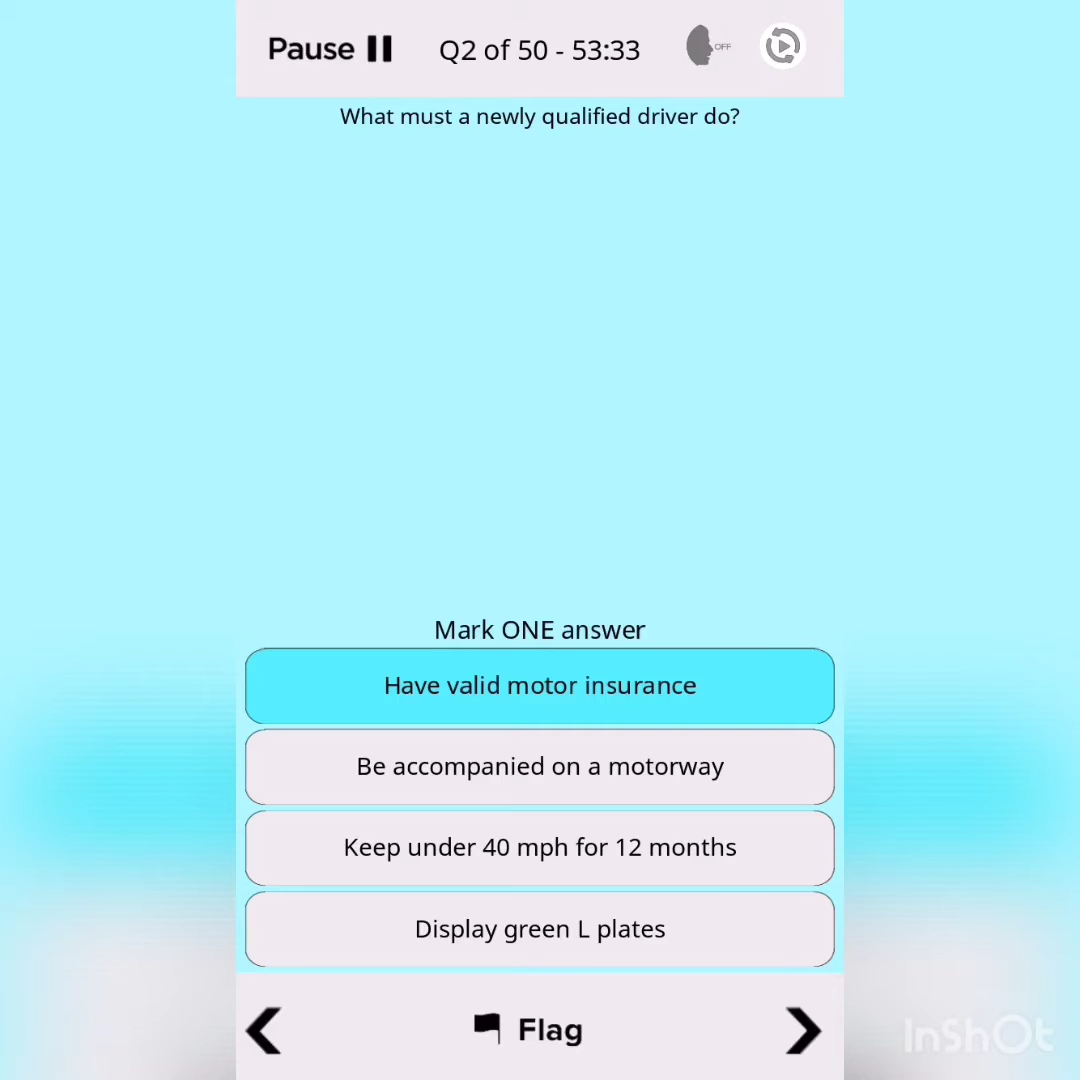 Pause
Q2 of 50 - 53:33
OFF
What must a newly qualified driver do?
Mark ONE answer
Have valid motor insurance
Be accompanied on a motorway
Keep under 40 mph for 12 months
Display green L plates
Flag
InShOt